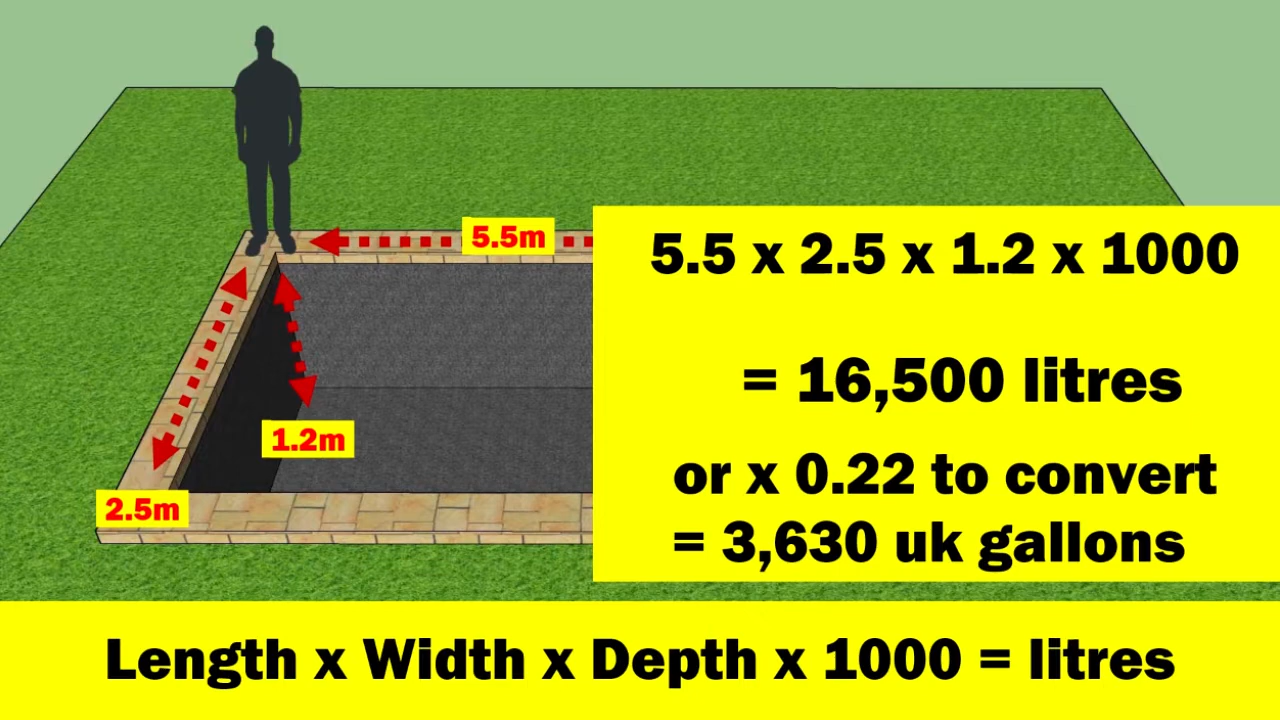 5.5m
5.5 x 2.5 x 1.2 x 1000
= 16,500 litres
1.2m
or x 0.22 to convert
2.5m
= 3,630 uk gallons
Length x Width x Depth x 1000 = litres